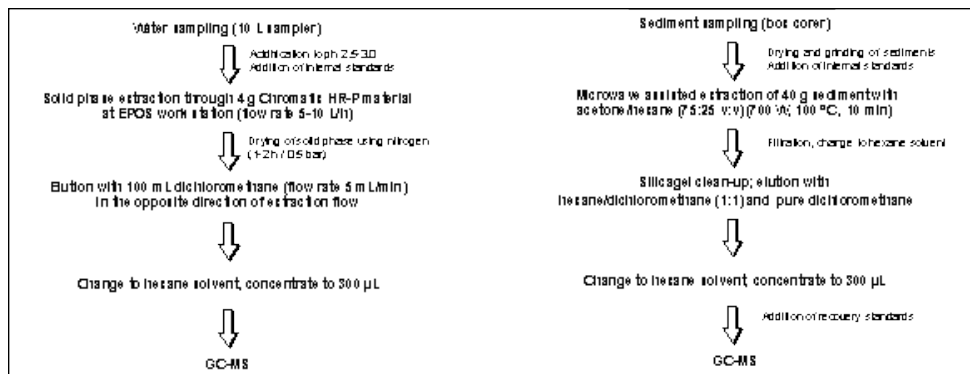 Water sampling (10 L sampler)
Acidification to ph 2.5-3.0
Addition of internal standards
Solid phase extraction through 4 g Chromatic HR-P material
at EPOS work station (flow rate 5-10 L/h)
Drying of solid phase using nitrogen
(1-2 h / 0.5 bar)
Elution with 100 mL dichloromethane (flow rate 5 mL/min)
in the opposite direction of extraction flow
Change to hexane solvent, concentrate to 300 µL
GC-MS
Sediment sampling (box corer)
Drying and grinding of sediments
Addition of internal standards
Microwave assisted extraction of 40 g sediment with
acetone/hexane (75:25 v:v) (700 W, 100 °C, 10 min)
Filtration, change to hexane solvent
Silicagel clean-up; elution with
hexane/dichloromethane (1:1) and pure dichloromethane
Change to hexane solvent, concentrate to 300 µL
Addition of recovery standards
GC-MS